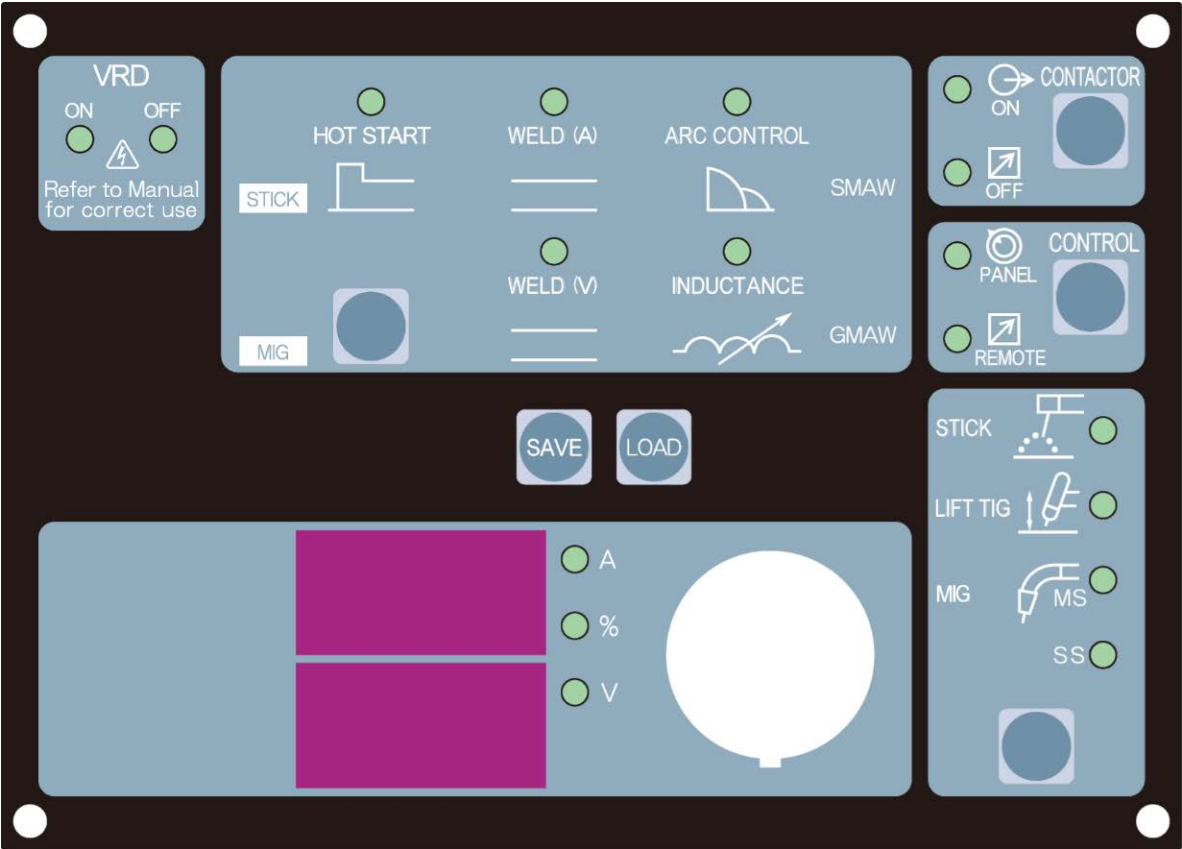 VRD
ON OFF
Refer to Manual
for correct use
HOT START WELD (A) ARC CONTROL
STICK SMAW
WELD (V) INDUCTANCE
MIG GMAW
CONTACTOR
ON
OFF
CONTROL
PANEL
REMOTE
SAVE LOAD
STICK
LIFT TIG
MIG MS
SS
A
%
V